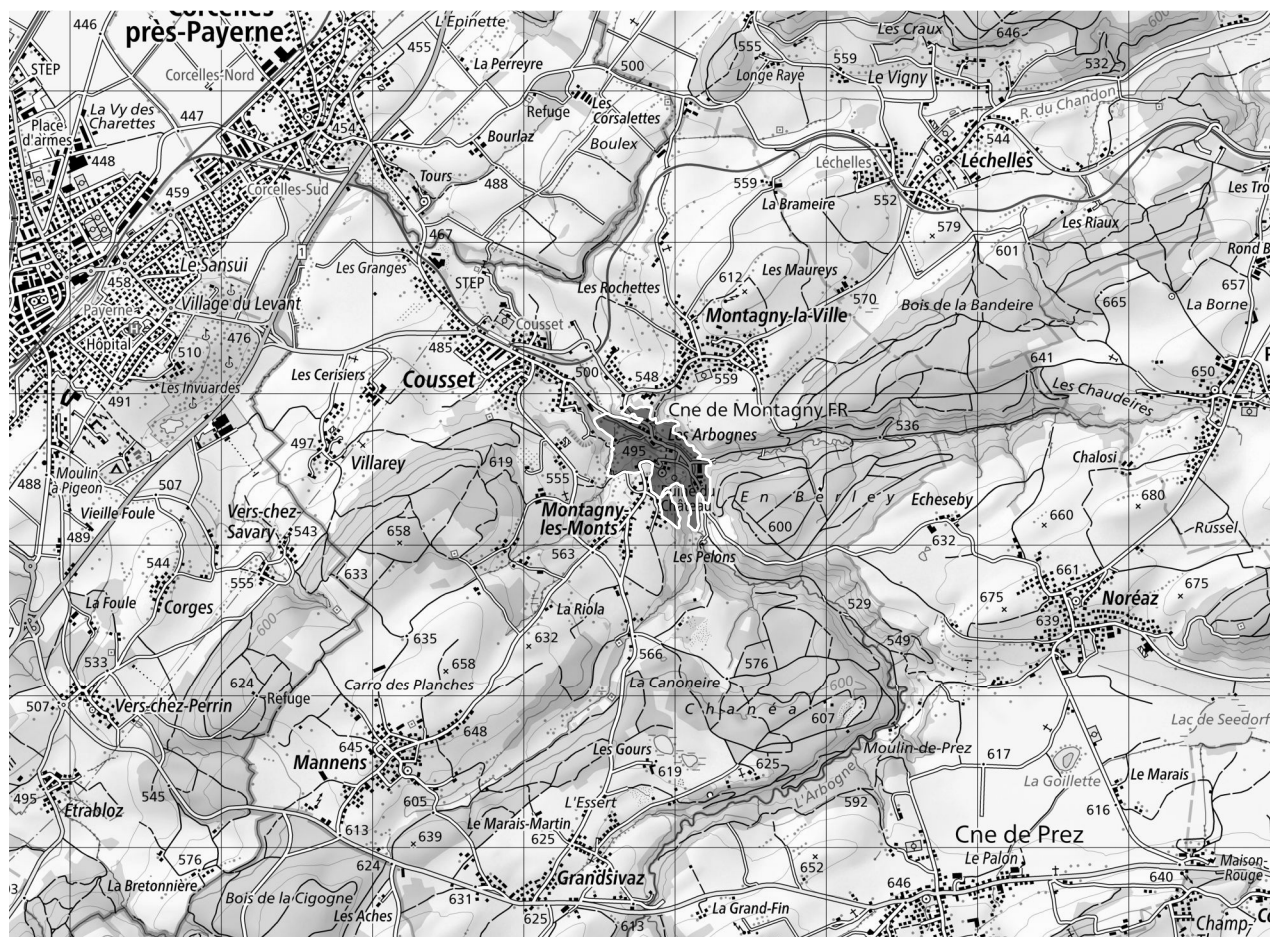 Corcelles
près-Payerne
446
455
L'Epinette
STEP
Corcelles-Nord
La Perreyre
500
555
Longe Raye
559
Les Craux
Le Vigny
646
532
600
La Vy des
Charettes
447
Place
d'armes
448
454
Refuge
Les
Corsalettes
Bourlaz
Boulex
R. du Chandon
544
Léchelles
Léchelles
459
Corcelles-Sud
Tours
488
559
La Brameire
552
579
Les Riaux
Les Tro
467
601
Rond B
Le Sansui
1
Les Granges
STEP
612
Les Maureys
570
Bois de la Bandeire
665
657
La Borne
458
Village du Levant
Les Rochettes
Montagny-la-Ville
Payerne
H
Hôpital
476
510
485
Cousset
Cousset
500
548
559
641
650
Les Invuardes
Les Cerisiers
Les Chaudeires
491
Cne de Montagny FR
Les Arbognes
536
497
Villarey
619
495
Chalosi
488
Moulin
à Pigeon
507
555
En Berley
Echeseby
680
Vieille Foule
Vers-chez-
Savary
543
658
Montagny-
les-Monts
Château
600
660
Russel
489
563
Les Pelons
632
544
555
633
661
675
La Foule
Corges
600
La Riola
529
675
Noréaz
635
632
549
639
533
658
566
576
624
Refuge
Carro des Planches
La Canoneire
600
507
Vers-chez-Perrin
648
Chanéa
607
Lac de Seedorf
645
Mannens
Les Gours
619
625
Moulin-de-Prez
617
La Goillette
Le Marais
495
Etrabloz
545
605
L'Essert
L'Arbogne
592
616
613
639
Le Marais-Martin
625
Cne de Prez
576
624
652
Le Palon
Maison-
Rouge
La Bretonnière
Grandsivaz
646
640
Bois de la Cigogne
Les Aches
631
625
613
La Grand-Fin
Champ-